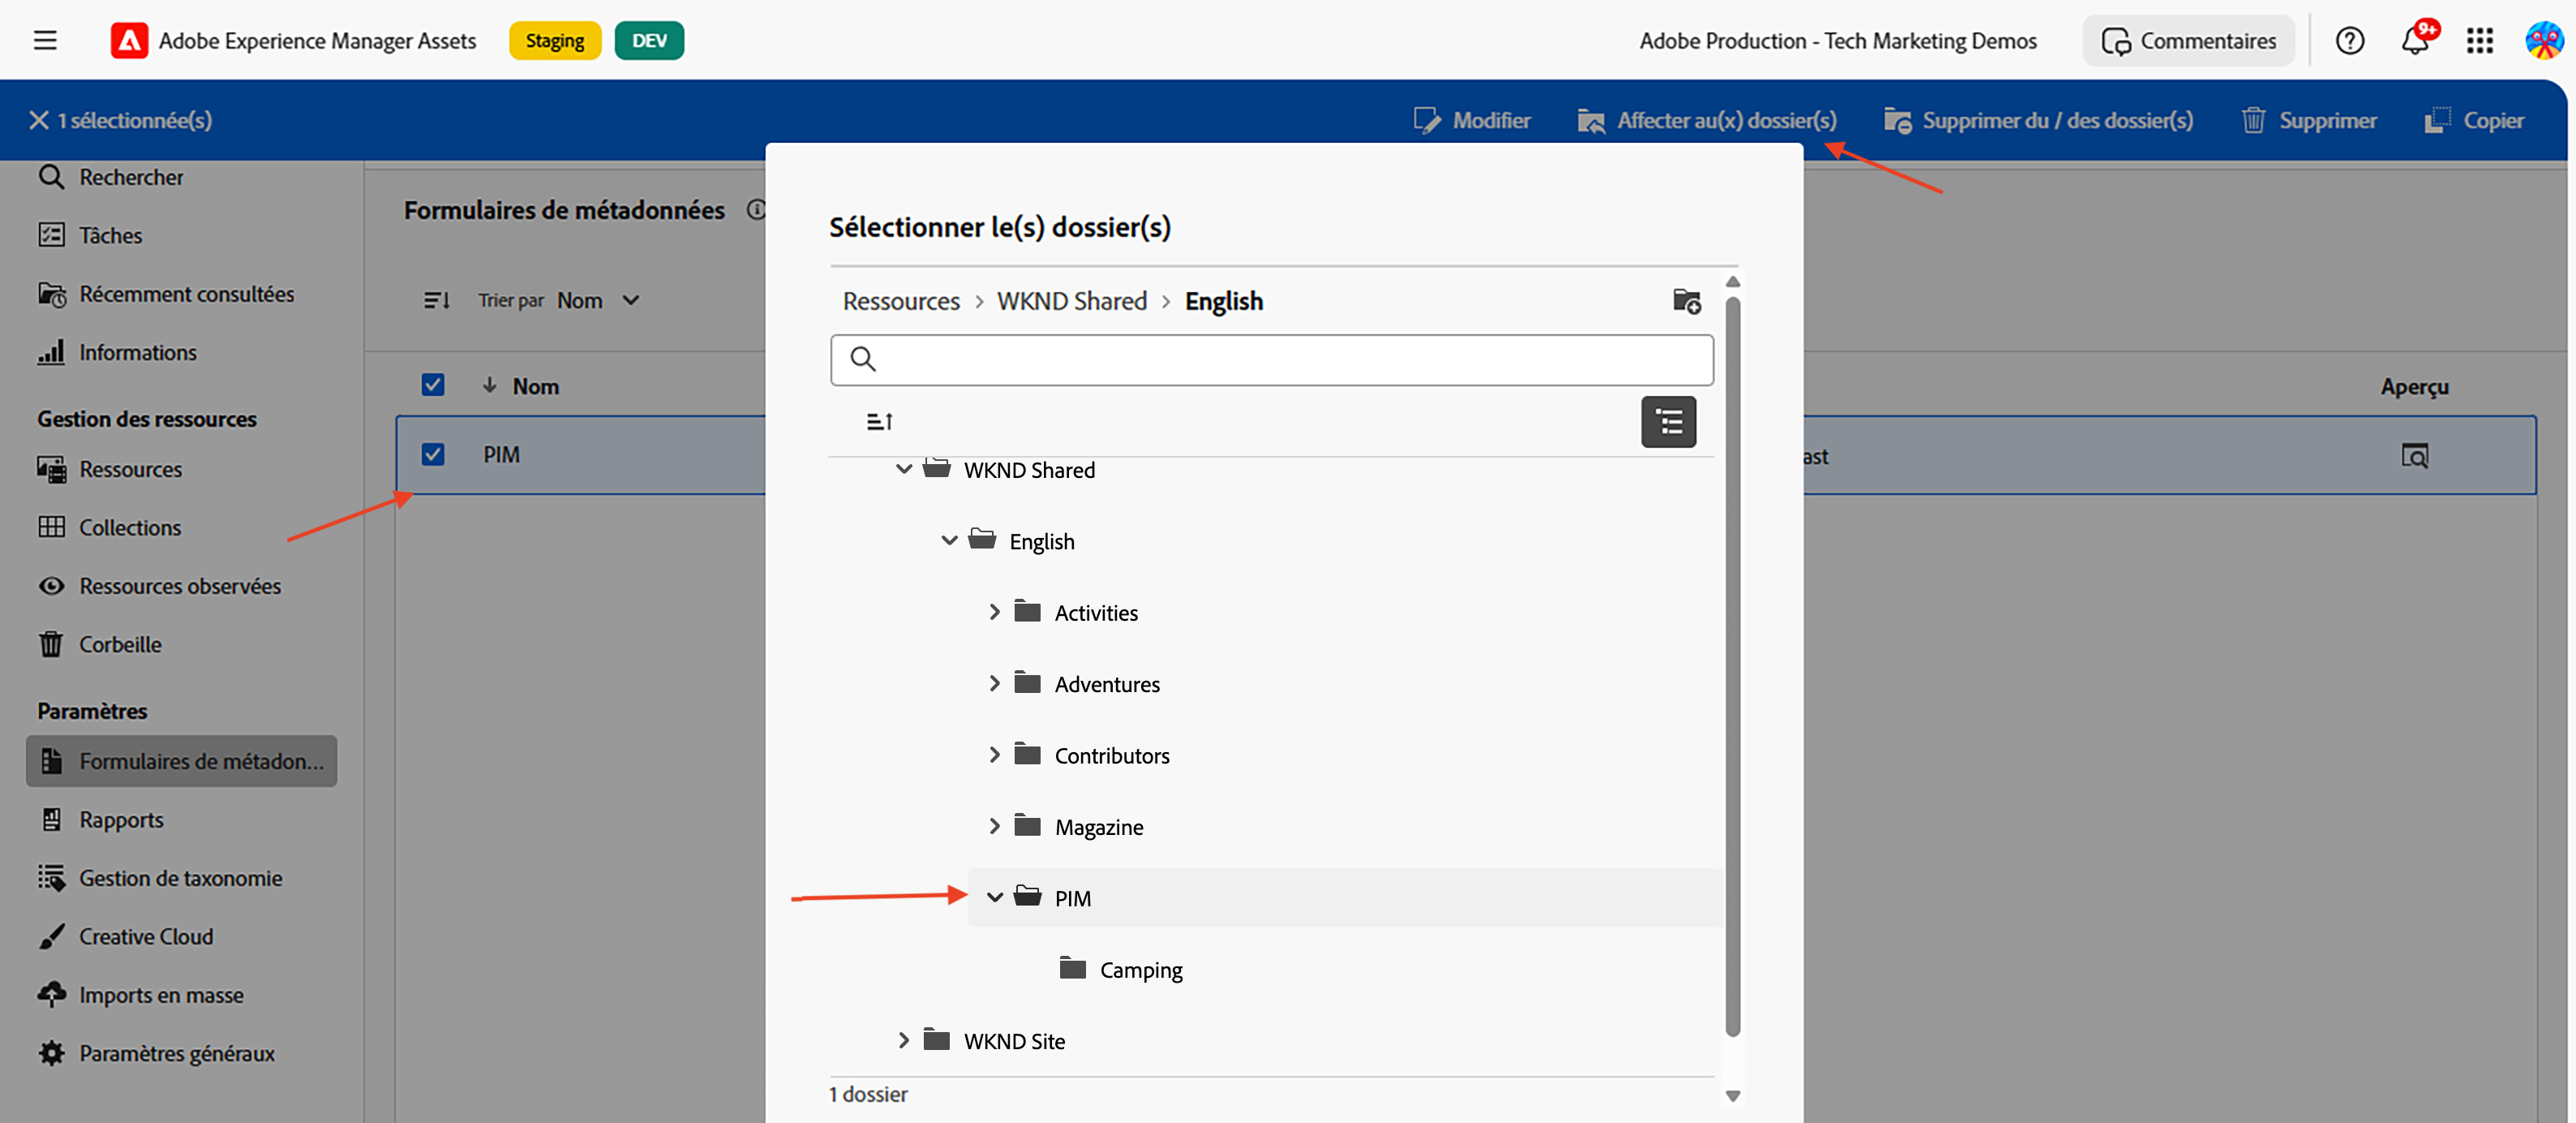 Adobe Experience Manager Assets
Staging
DEV
Adobe Production - Tech Marketing Demos
Commentaires
9+
1 sélectionnée(s)
Modifier
Affecter au(x) dossier(s)
Supprimer du / des dossier(s)
Supprimer
Copier
Rechercher
Tâches
Récemment consultées
Informations
Gestion des ressources
Ressources
Collections
Ressources observées
Corbeille
Paramètres
Formulaires de métadon...
Rapports
Gestion de taxonomie
Creative Cloud
Imports en masse
Paramètres généraux
Formulaires de métadonnées
Trier par Nom
Nom
Aperçu
PIM
ast
Sélectionner le(s) dossier(s)
Ressources > WKND Shared > English
WKND Shared
English
Activities
Adventures
Contributors
Magazine
PIM
Camping
WKND Site
1 dossier